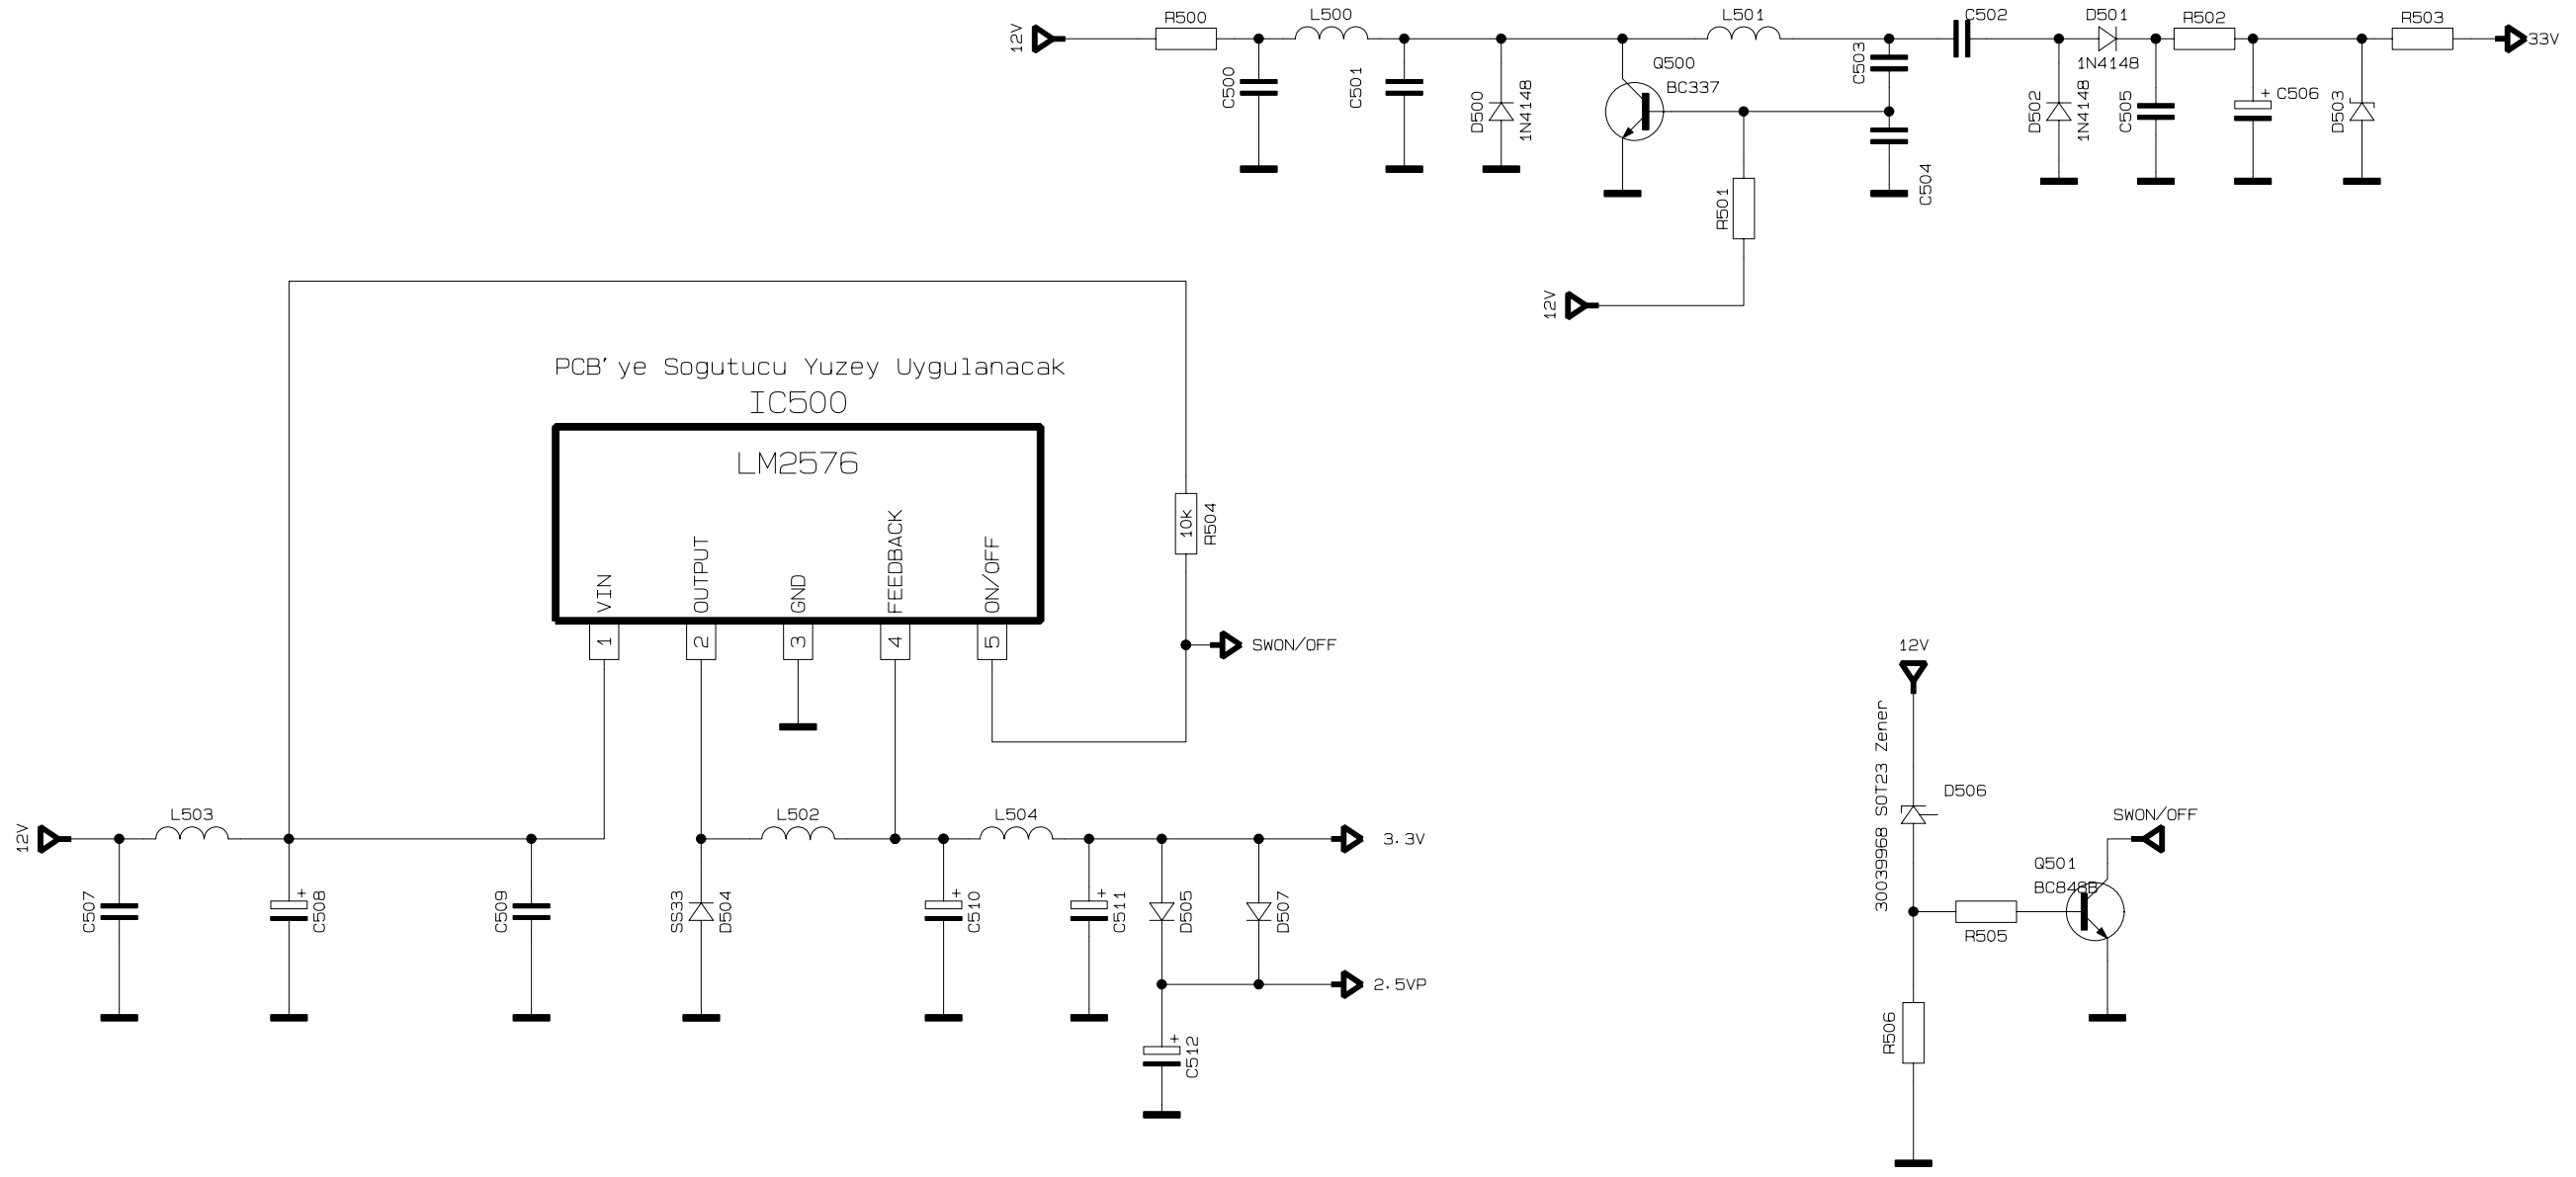 12V
R500
L500
L501
C502
D501
R502
R503
33V
C500
C501
D500
1N4148
Q500
BC337
C503
1N4148
D502
1N4148
C505
+ C506
D503
R501
C504
12V
PCB'ye Sogutucu Yuzey Uygulanacak
IC500
LM2576
VIN
OUTPUT
GND
FEEDBACK
ON/OFF
1
2
3
4
5
10k
R504
SWON/OFF
12V
L503
C507
+
C508
C509
SS33
D504
L502
L504
+
C510
+
C511
D505
D507
3.3V
2.5VP
+
C512
12V
30039968 SOT23 Zener
D506
SWON/OFF
Q501
BC848B
R505
R506